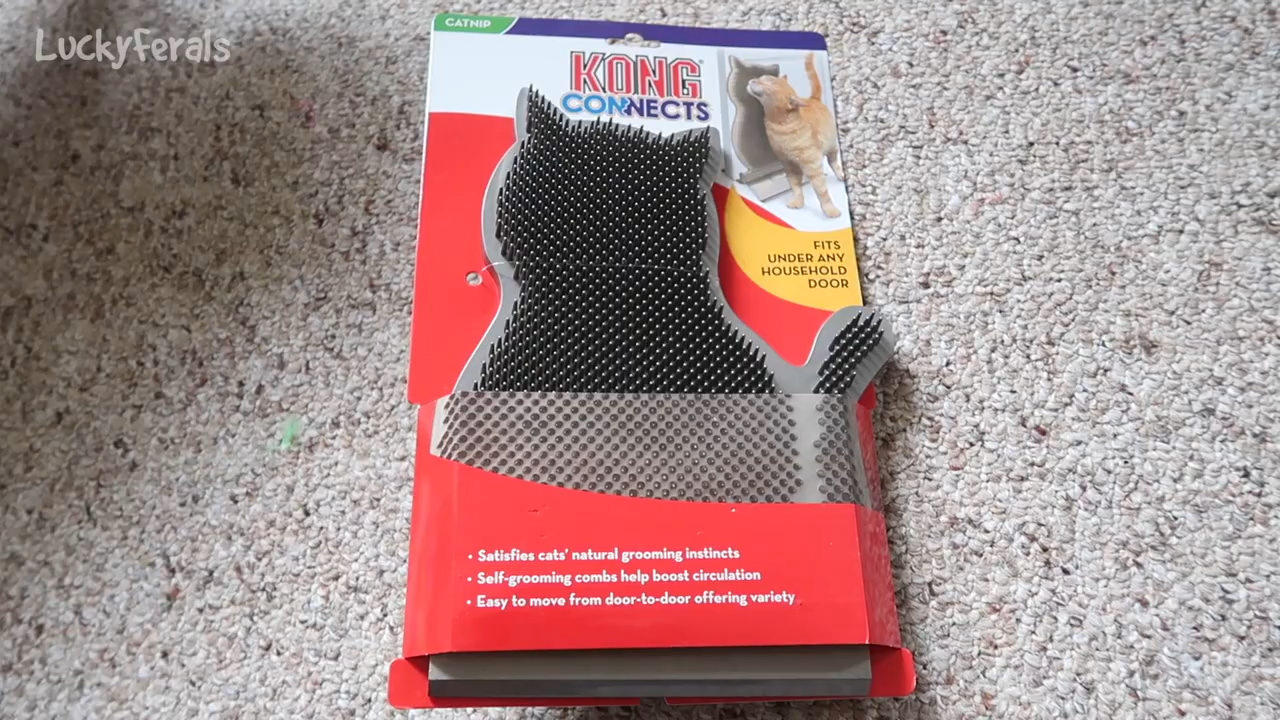 LuckyFerals
CATNIP
KONG
CONNECTS
FITS
UNDER ANY
HOUSEHOLD
DOOR
• Satisfies cats' natural grooming instincts
• Self-grooming combs help boost circulation
• Easy to move from door-to-door offering variety